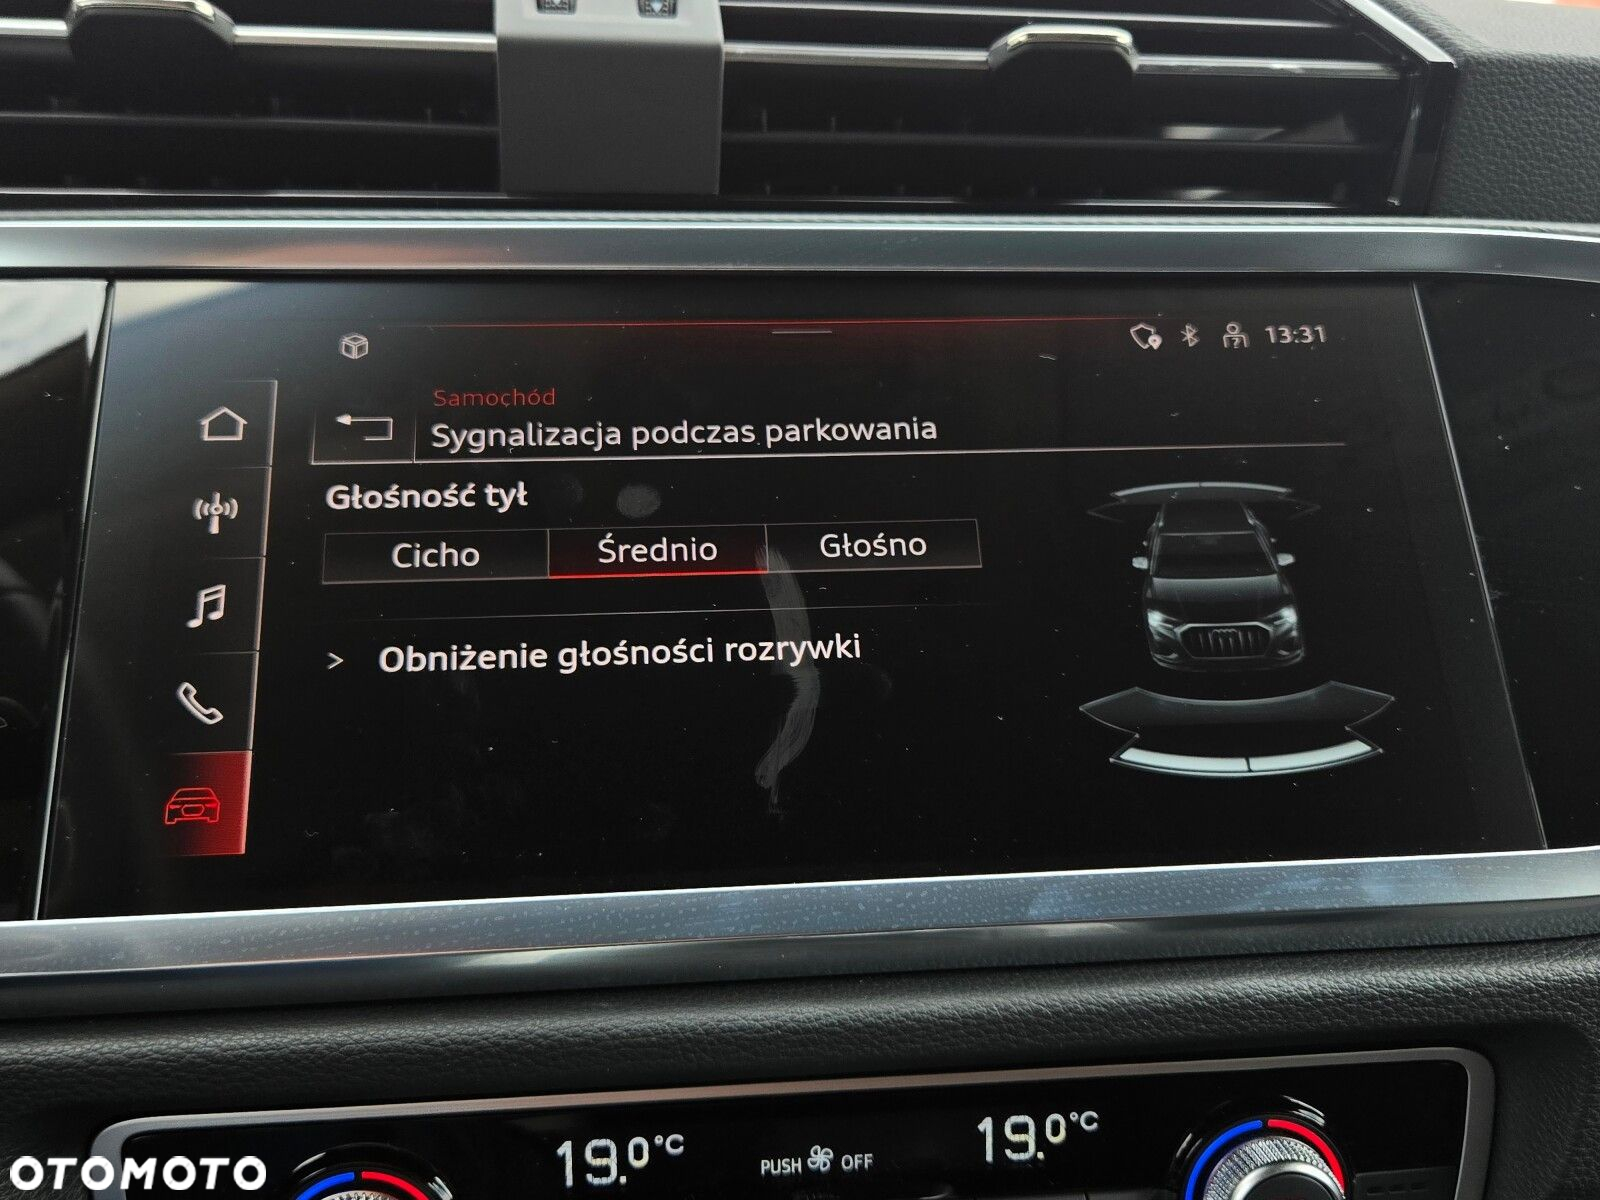 13:31
Samochód
Sygnalizacja podczas parkowania
Głośność tył
Cicho Średnio Głośno
> Obniżenie głośności rozrywki
19.0°C PUSH OFF 19.0°C
OTOMOTO